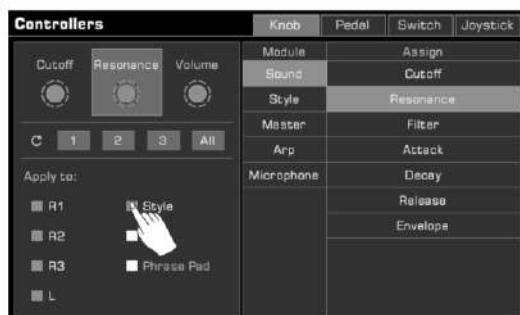 Controllers
Knob Pedal Switch Joystick
Cutoff Resonance Volume
1 2 3 All
Apply to:
R1 Style
R2
R3 Phrase Pad
L
Module Assign
Sound Cutoff
Style Resonance
Master Filter
Arp Attack
Microphone Decay
Release
Envelope